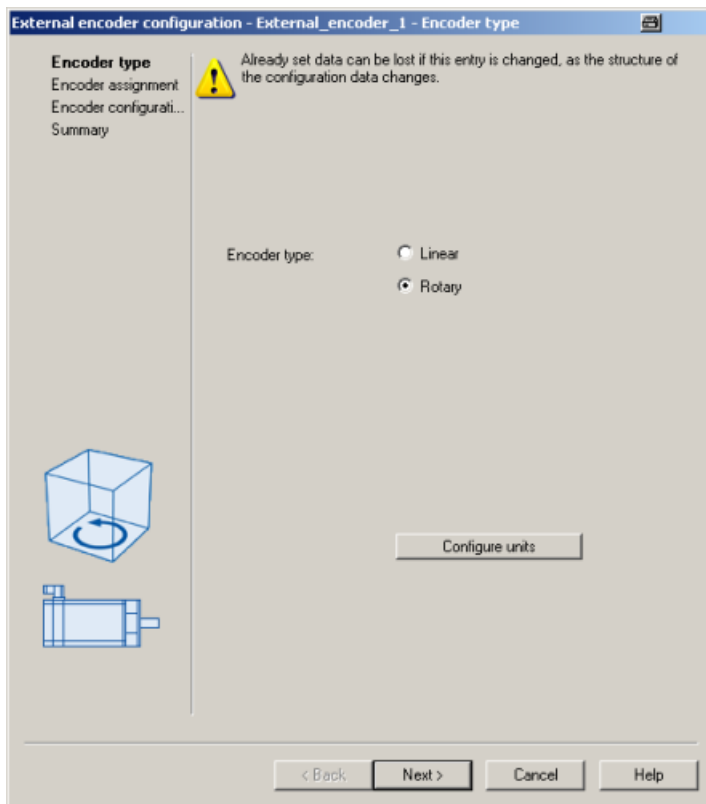 External encoder configuration - External_encoder_1 - Encoder type
Encoder type
Encoder assignment
Encoder configurati...
Summary
Already set data can be lost if this entry is changed, as the structure of
the configuration data changes.
Encoder type:
Linear
Rotary
Configure units
< Back
Next >
Cancel
Help